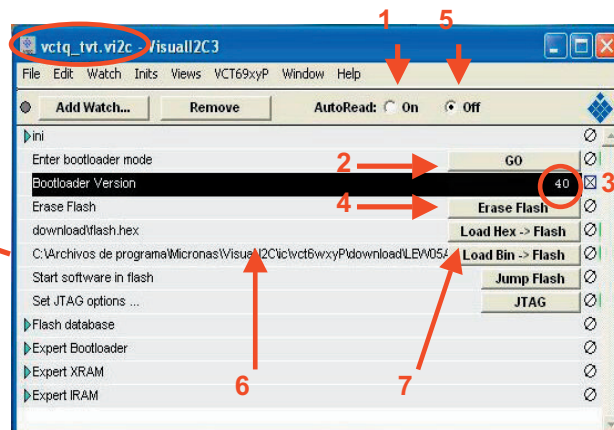 1 5
vctq_tvt.vi2c - VisualI2C3
File Edit Watch Inits Views VCT69xyP Window Help
Add Watch... Remove AutoRead: On Off
ini
Enter bootloader mode 2 GO
Bootloader Version 40 3
Erase Flash 4 Erase Flash
download\flash.hex Load Hex -> Flash
C:\Archivos de programa\Micronas\VisualI2C\ic\vct6wxyP\download\LEW05A Load Bin -> Flash
Start software in flash Jump Flash
Set JTAG options ... JTAG
Flash database
Expert Bootloader
Expert XRAM
Expert IRAM
6 7